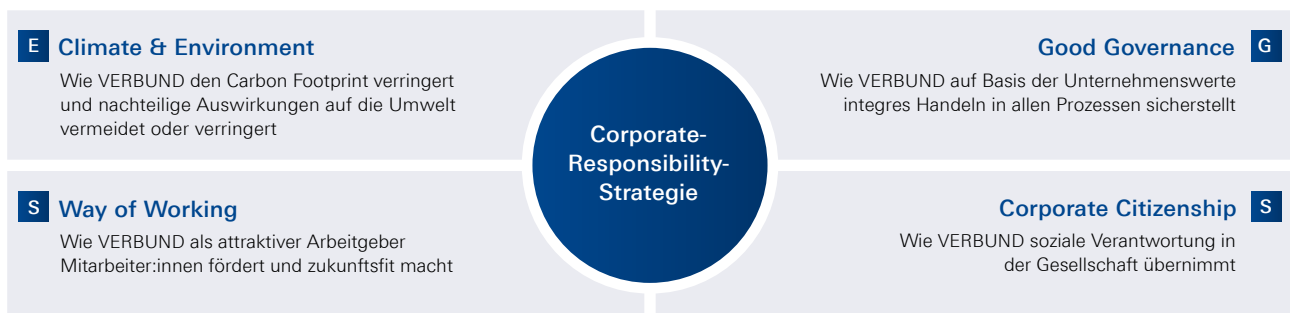 E Climate & Environment
Wie VERBUND den Carbon Footprint verringert
und nachteilige Auswirkungen auf die Umwelt
vermeidet oder verringert
Good Governance G
Wie VERBUND auf Basis der Unternehmenswerte
integres Handeln in allen Prozessen sicherstellt
Corporate-
Responsibility-
Strategie
S Way of Working
Wie VERBUND als attraktiver Arbeitgeber
Mitarbeiter:innen fördert und zukunftsfit macht
Corporate Citizenship S
Wie VERBUND soziale Verantwortung in
der Gesellschaft übernimmt